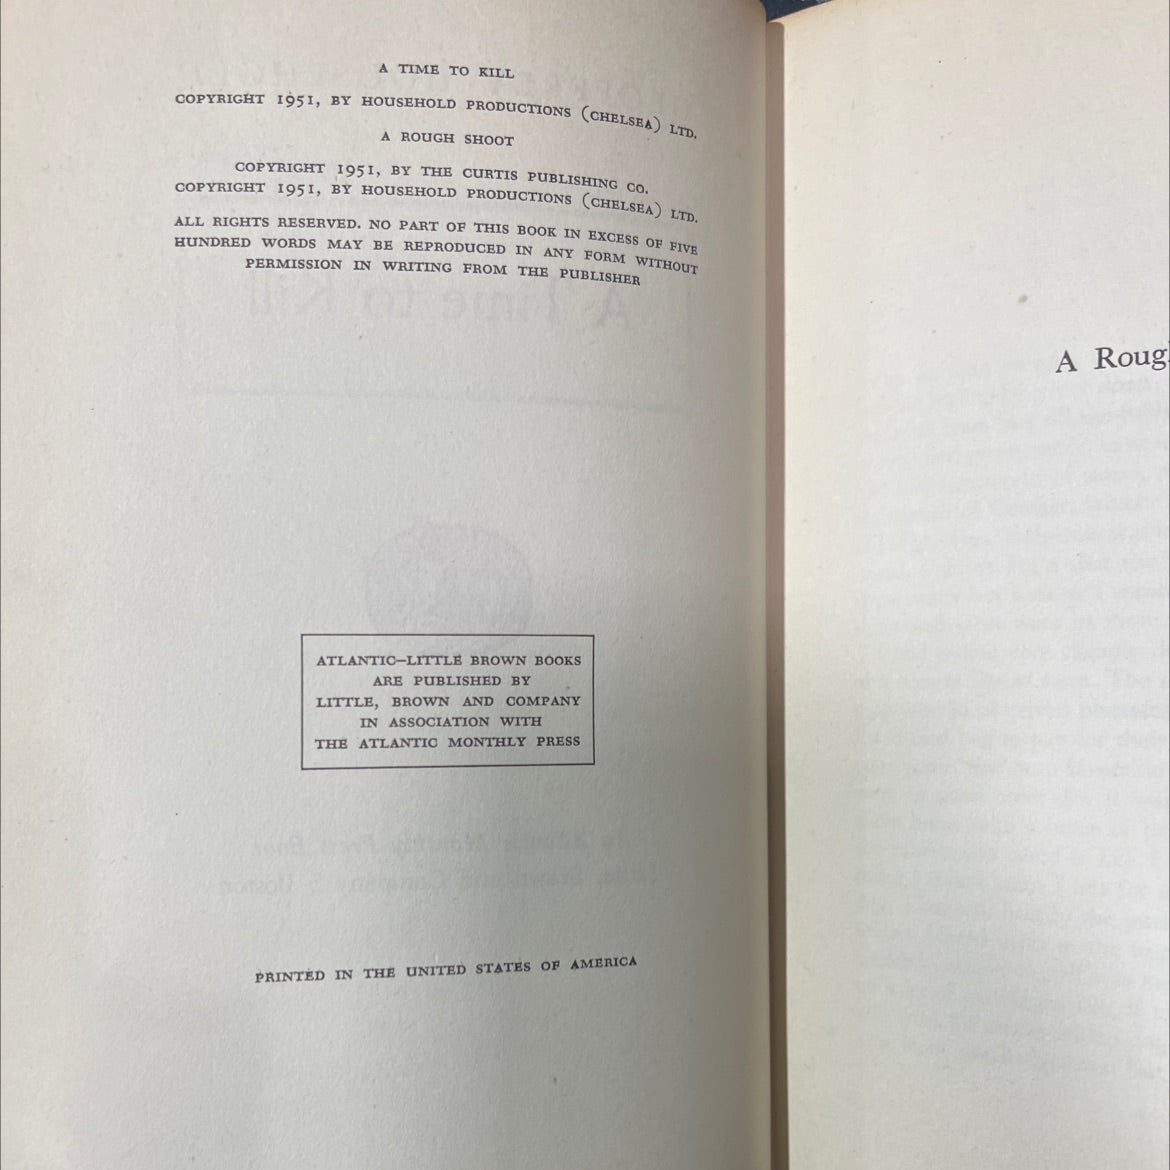 A TIME TO KILL
COPYRIGHT 1951, BY HOUSEHOLD PRODUCTIONS (CHELSEA) LTD.
A ROUGH SHOOT
COPYRIGHT 1951, BY THE CURTIS PUBLISHING CO.
COPYRIGHT 1951, BY HOUSEHOLD PRODUCTIONS (CHELSEA) LTD.
ALL RIGHTS RESERVED. NO PART OF THIS BOOK IN EXCESS OF FIVE
HUNDRED WORDS MAY BE REPRODUCED IN ANY FORM WITHOUT
PERMISSION IN WRITING FROM THE PUBLISHER
ATLANTIC–LITTLE BROWN BOOKS
ARE PUBLISHED BY
LITTLE, BROWN AND COMPANY
IN ASSOCIATION WITH
THE ATLANTIC MONTHLY PRESS
PRINTED IN THE UNITED STATES OF AMERICA
A Roug